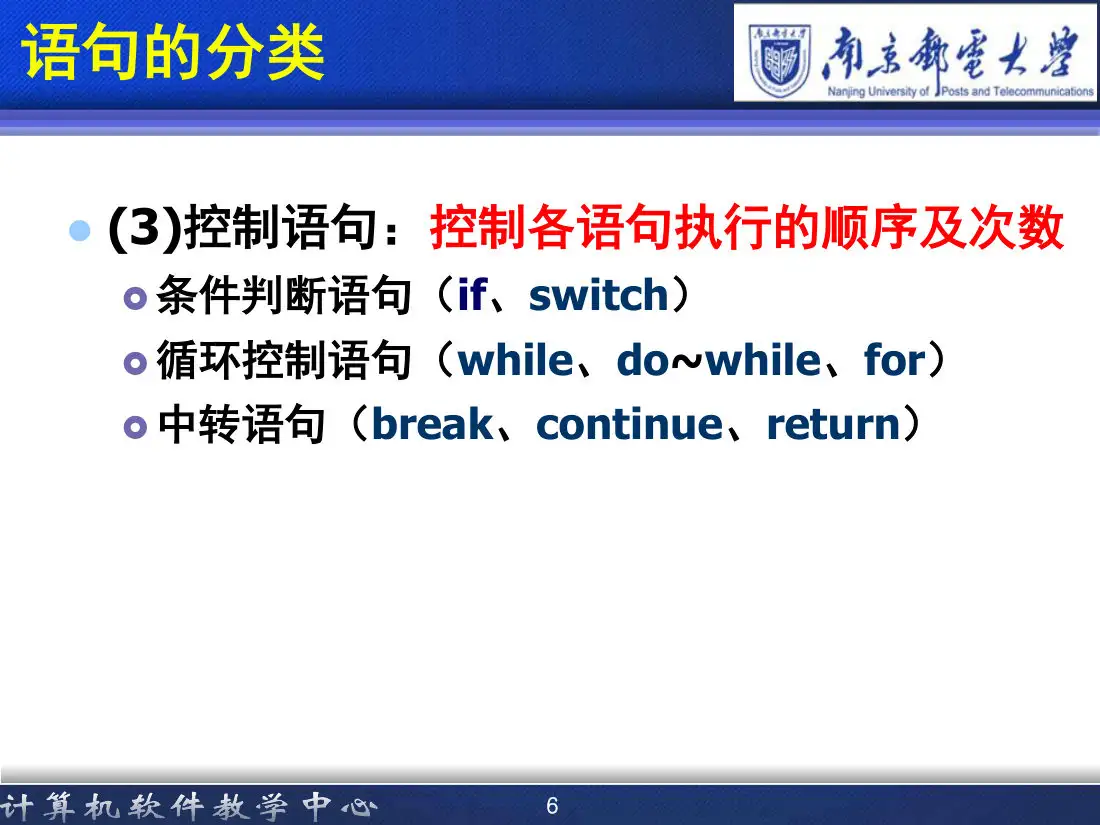 语句的分类
南京邮电大学
Nanjing University of Posts and Telecommunications
(3)控制语句：控制各语句执行的顺序及次数
条件判断语句（if、switch）
循环控制语句（while、do~while、for）
中转语句（break、continue、return）
计算机软件教学中心
6